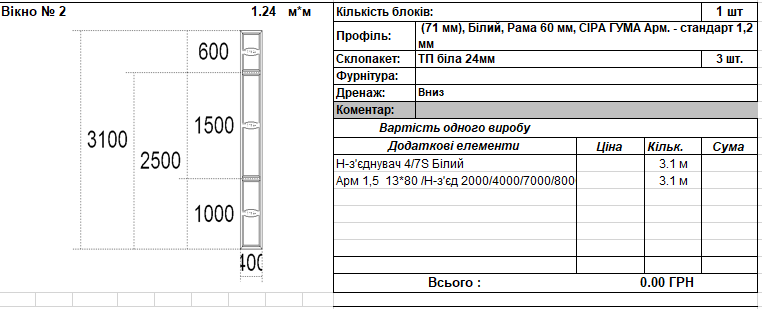 Вікно № 2 1.24 м*м
Кількість блоків: 1 шт
Профіль: (71 мм), Білий, Рама 60 мм, СІРА ГУМА Арм. - стандарт 1,2 мм
Склопакет: ТП біла 24мм 3 шт.
Фурнітура:
Дренаж: Вниз
Коментар:
Вартість одного виробу
Додаткові елементи Ціна Кільк. Сума
Н-з'єднувач 4/7S Білий 3.1 м
Арм 1,5 13*80 /Н-з'єд 2000/4000/7000/800 3.1 м
Всього : 0.00 ГРН
600
1500
3100
2500
1000
400